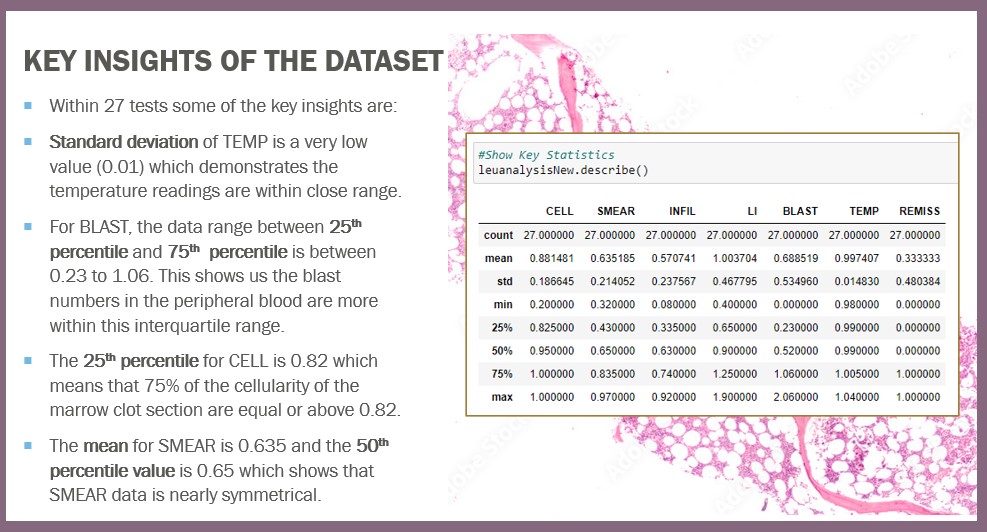 KEY INSIGHTS OF THE DATASET
Within 27 tests some of the key insights are:
Standard deviation of TEMP is a very low
value (0.01) which demonstrates the
temperature readings are within close range.
For BLAST, the data range between 25th
percentile and 75th percentile is between
0.23 to 1.06. This shows us the blast
numbers in the peripheral blood are more
within this interquartile range.
The 25th percentile for CELL is 0.82 which
means that 75% of the cellularity of the
marrow clot section are equal or above 0.82.
The mean for SMEAR is 0.635 and the 50th
percentile value is 0.65 which shows that
SMEAR data is nearly symmetrical.
#Show Key Statistics
leuanalysisNew.describe()
CELL SMEAR INFIL LI BLAST TEMP REMISS
count 27.000000 27.000000 27.000000 27.000000 27.000000 27.000000 27.000000
mean 0.881481 0.635185 0.570741 1.003704 0.688519 0.997407 0.333333
std 0.186645 0.214052 0.237567 0.467795 0.534960 0.014830 0.480384
min 0.200000 0.320000 0.080000 0.400000 0.000000 0.980000 0.000000
25% 0.825000 0.430000 0.335000 0.650000 0.230000 0.990000 0.000000
50% 0.950000 0.650000 0.630000 0.900000 0.520000 0.990000 0.000000
75% 1.000000 0.835000 0.740000 1.250000 1.060000 1.005000 1.000000
max 1.000000 0.970000 0.920000 1.900000 2.060000 1.040000 1.000000